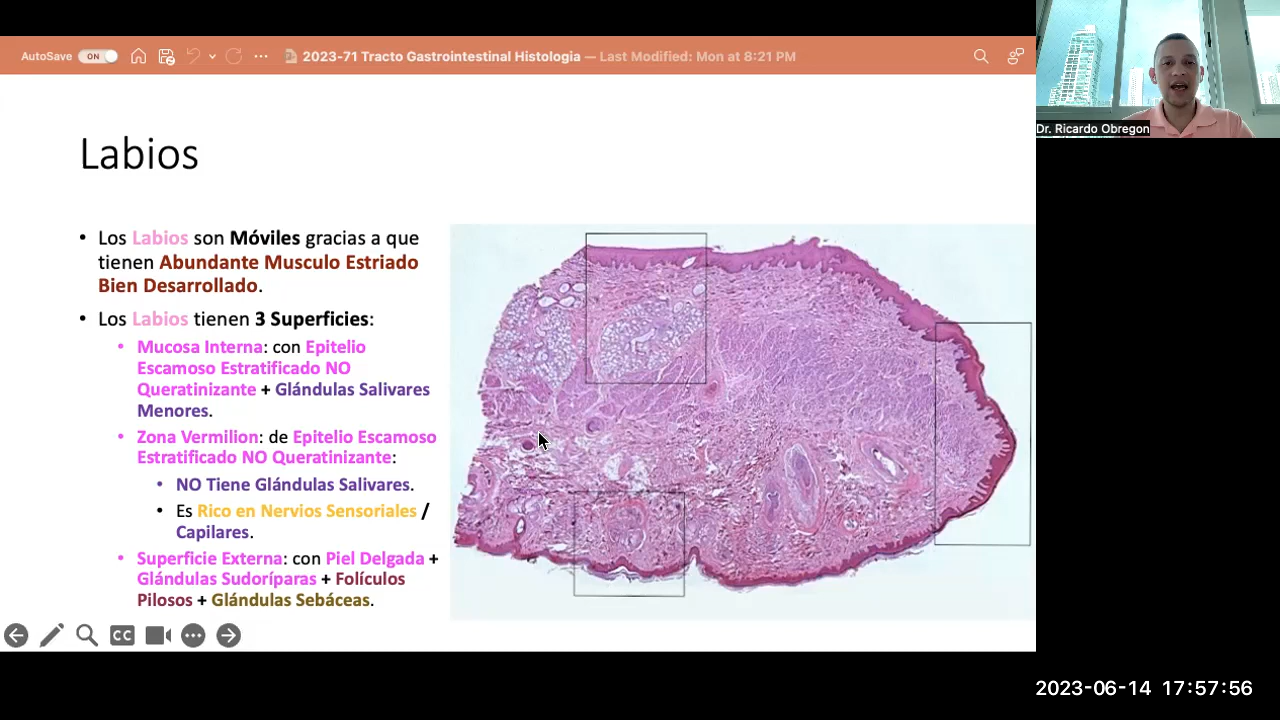 AutoSave ON 2023-71 Tracto Gastrointestinal Histologia — Last Modified: Mon at 8:21 PM
Dr. Ricardo Obregon
Labios
• Los Labios son Móviles gracias a que
tienen Abundante Musculo Estriado
Bien Desarrollado.
• Los Labios tienen 3 Superficies:
• Mucosa Interna: con Epitelio
Escamoso Estratificado NO
Queratinizante + Glándulas Salivares
Menores.
• Zona Vermilion: de Epitelio Escamoso
Estratificado NO Queratinizante:
• NO Tiene Glándulas Salivares.
• Es Rico en Nervios Sensoriales /
Capilares.
• Superficie Externa: con Piel Delgada +
Glándulas Sudoríparas + Folículos
Pilosos + Glándulas Sebáceas.
CC
2023-06-14 17:57:56